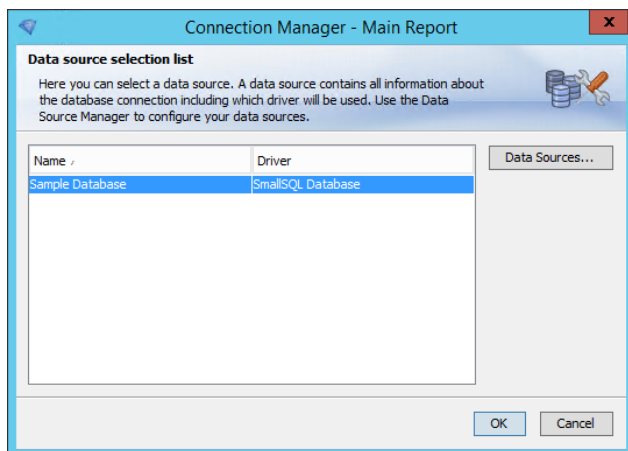 Connection Manager - Main Report
x
Data source selection list
Here you can select a data source. A data source contains all information about
the database connection including which driver will be used. Use the Data
Source Manager to configure your data sources.
Name Driver
Data Sources...
Sample Database SmallSQL Database
OK Cancel